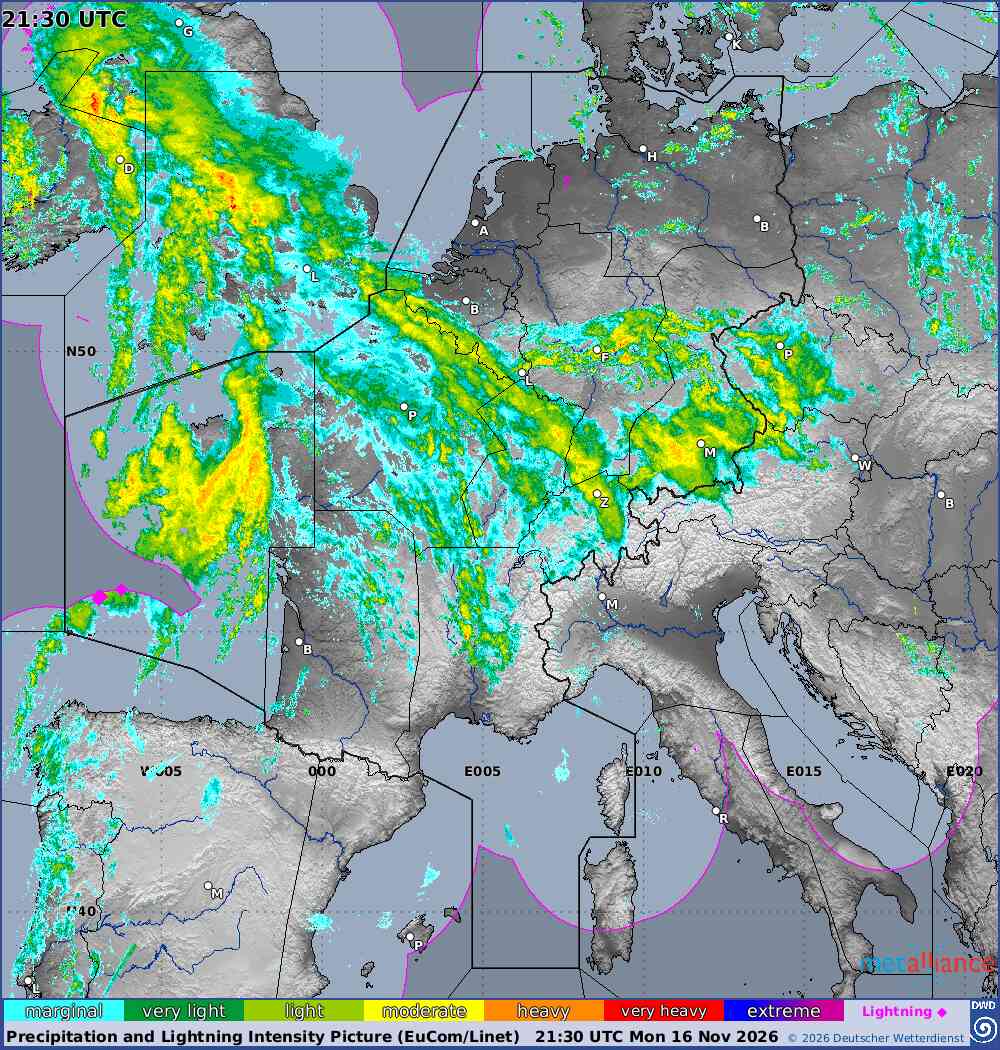 21:30 UTC
G
K
D
H
A
B
L
B
N50
F
P
L
P
M
W
Z
B
M
B
W005
000
E005
E010
E015
E020
R
M
N40
P
L
metalliance
marginal very light light moderate heavy very heavy extreme Lightning DWD
Precipitation and Lightning Intensity Picture (EuCom/Linet) 21:30 UTC Mon 16 Nov 2026 © 2026 Deutscher Wetterdienst